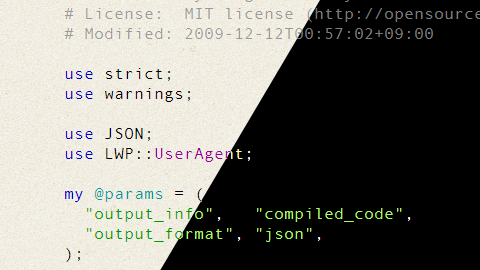 # License:  MIT license (http://opensource
# Modified: 2009-12-12T00:57:02+09:00
use strict;
use warnings;
use JSON;
use LWP::UserAgent;
my @params = (
  "output_info",   "compiled_code",
  "output_format", "json",
);